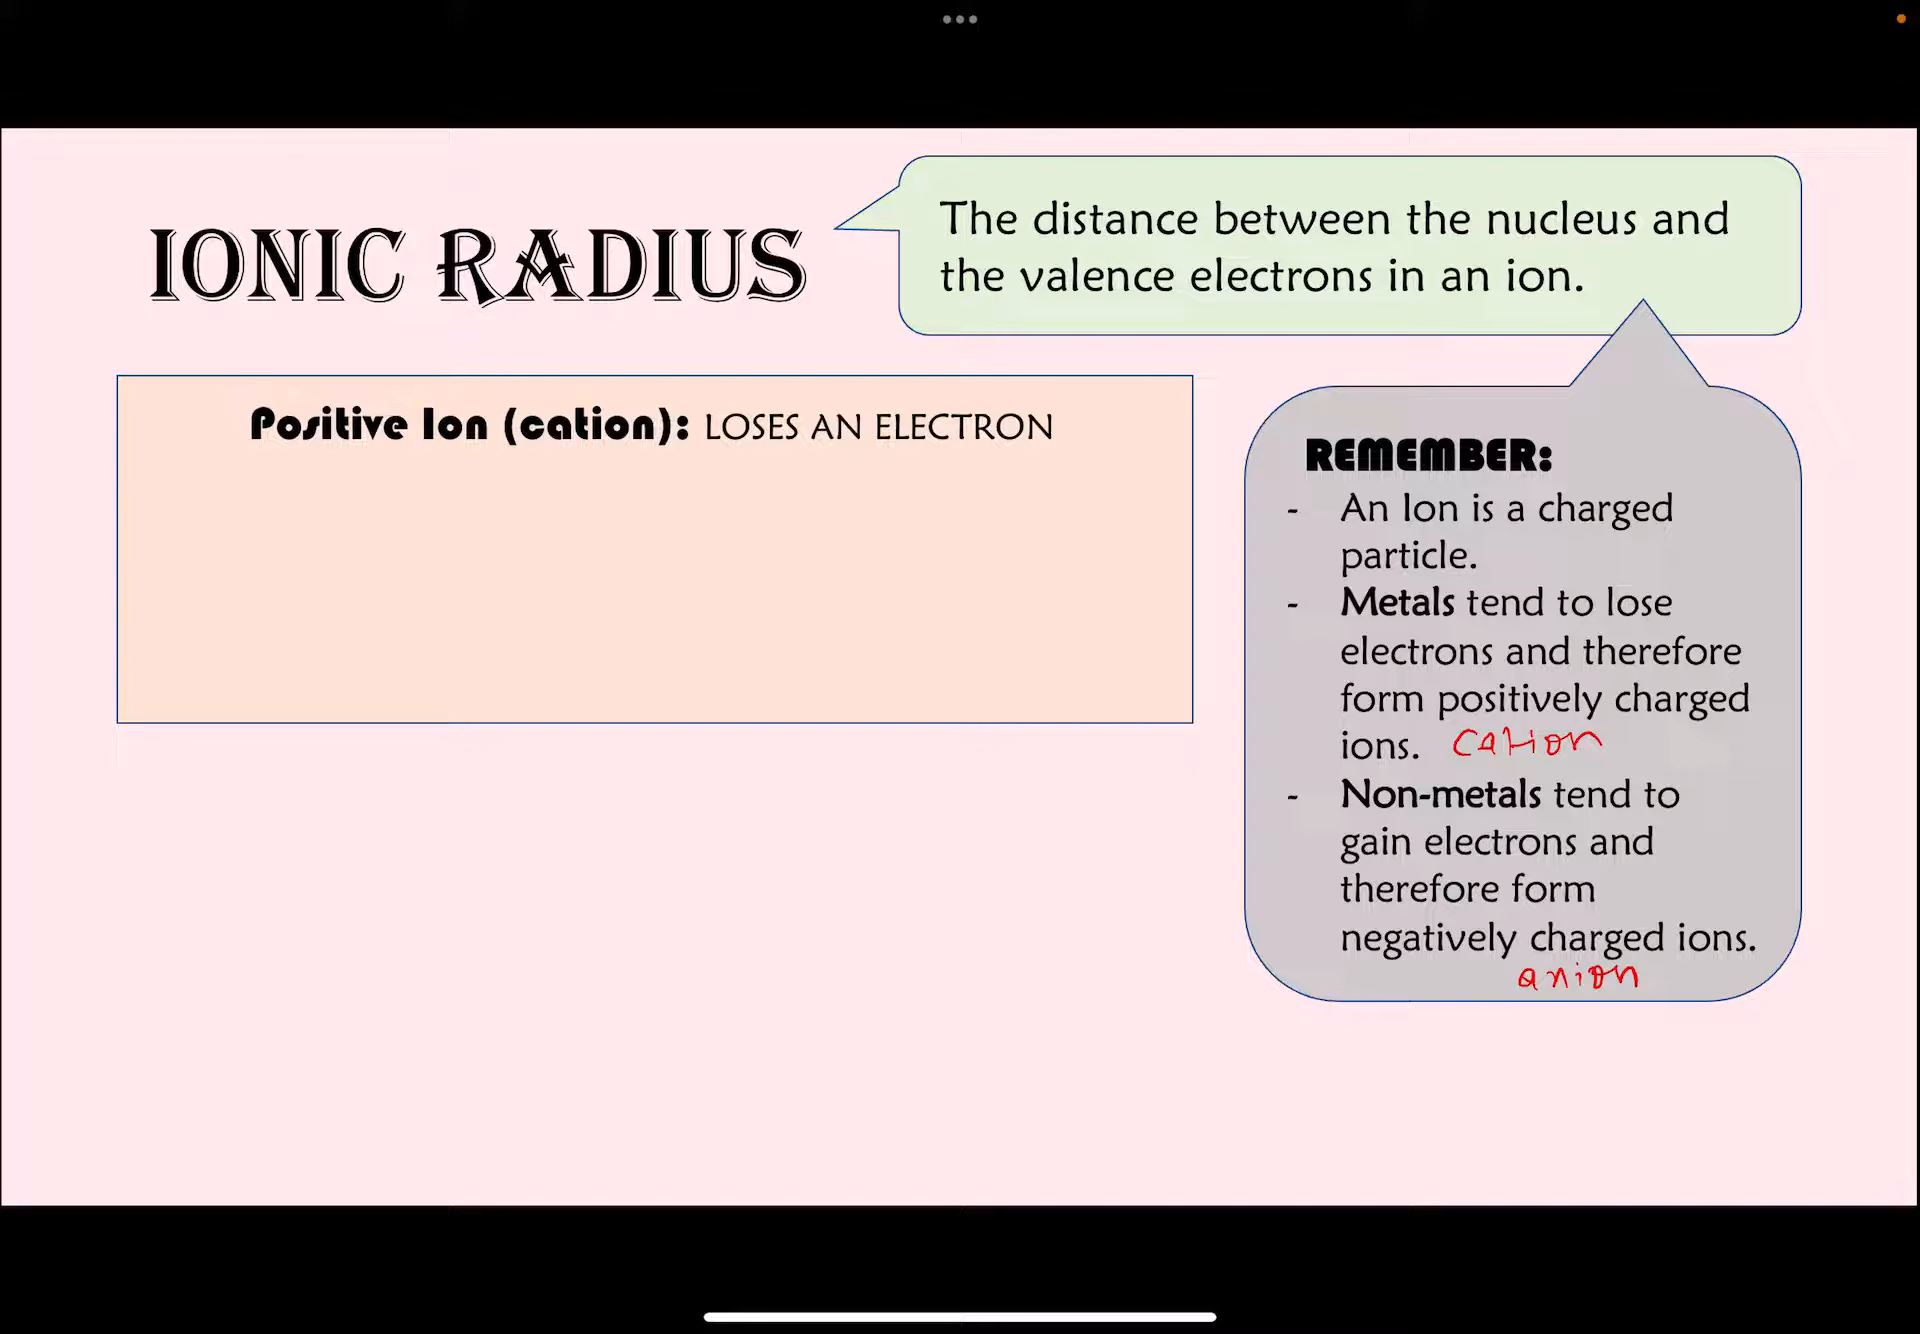 IONIC RADIUS
The distance between the nucleus and
the valence electrons in an ion.
Positive Ion (cation): LOSES AN ELECTRON
REMEMBER:
- An Ion is a charged
particle.
- Metals tend to lose
electrons and therefore
form positively charged
ions. cation
- Non-metals tend to
gain electrons and
therefore form
negatively charged ions.
anion